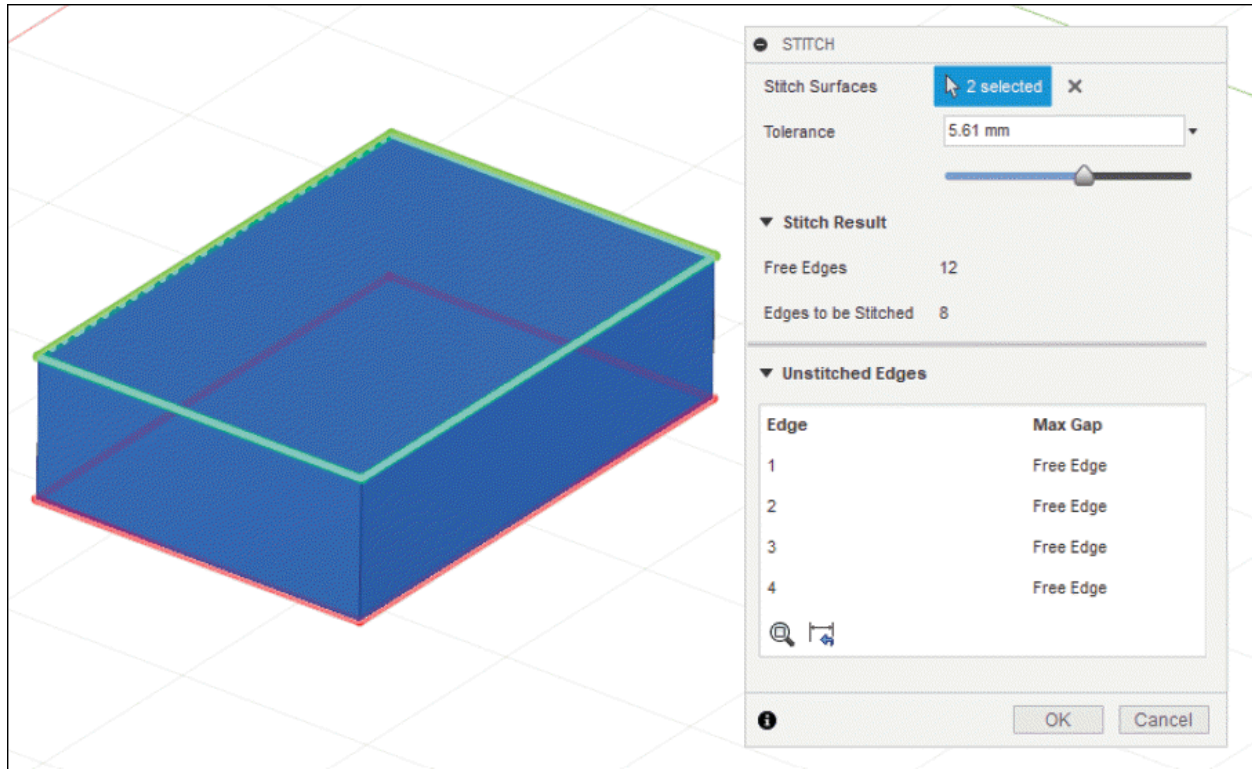 STITCH
Stitch Surfaces 2 selected
Tolerance 5.61 mm
Stitch Result
Free Edges 12
Edges to be Stitched 8
Unstitched Edges
Edge Max Gap
1 Free Edge
2 Free Edge
3 Free Edge
4 Free Edge
OK Cancel